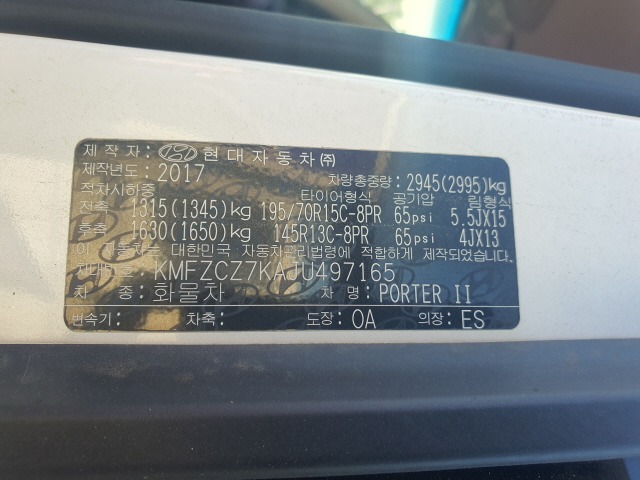 제 작 자: 현대자동차㈜
제작년도: 2017 차량총중량: 2945(2995)kg
적차시하중 타이어형식 공기압 림형식
전축: 1315(1345)kg 195/70R15C-8PR 65psi 5.5JX15
후축: 1630(1650)kg 145R13C-8PR 65psi 4JX13
이 자동차는 대한민국 자동차관리법령에 적합하게 제작되었습니다.
차대번호: KMFZCZ7KAJU497165
차 종: 화물차 차 명: PORTER II
변속기: 차축: 도장: OA 의장: ES